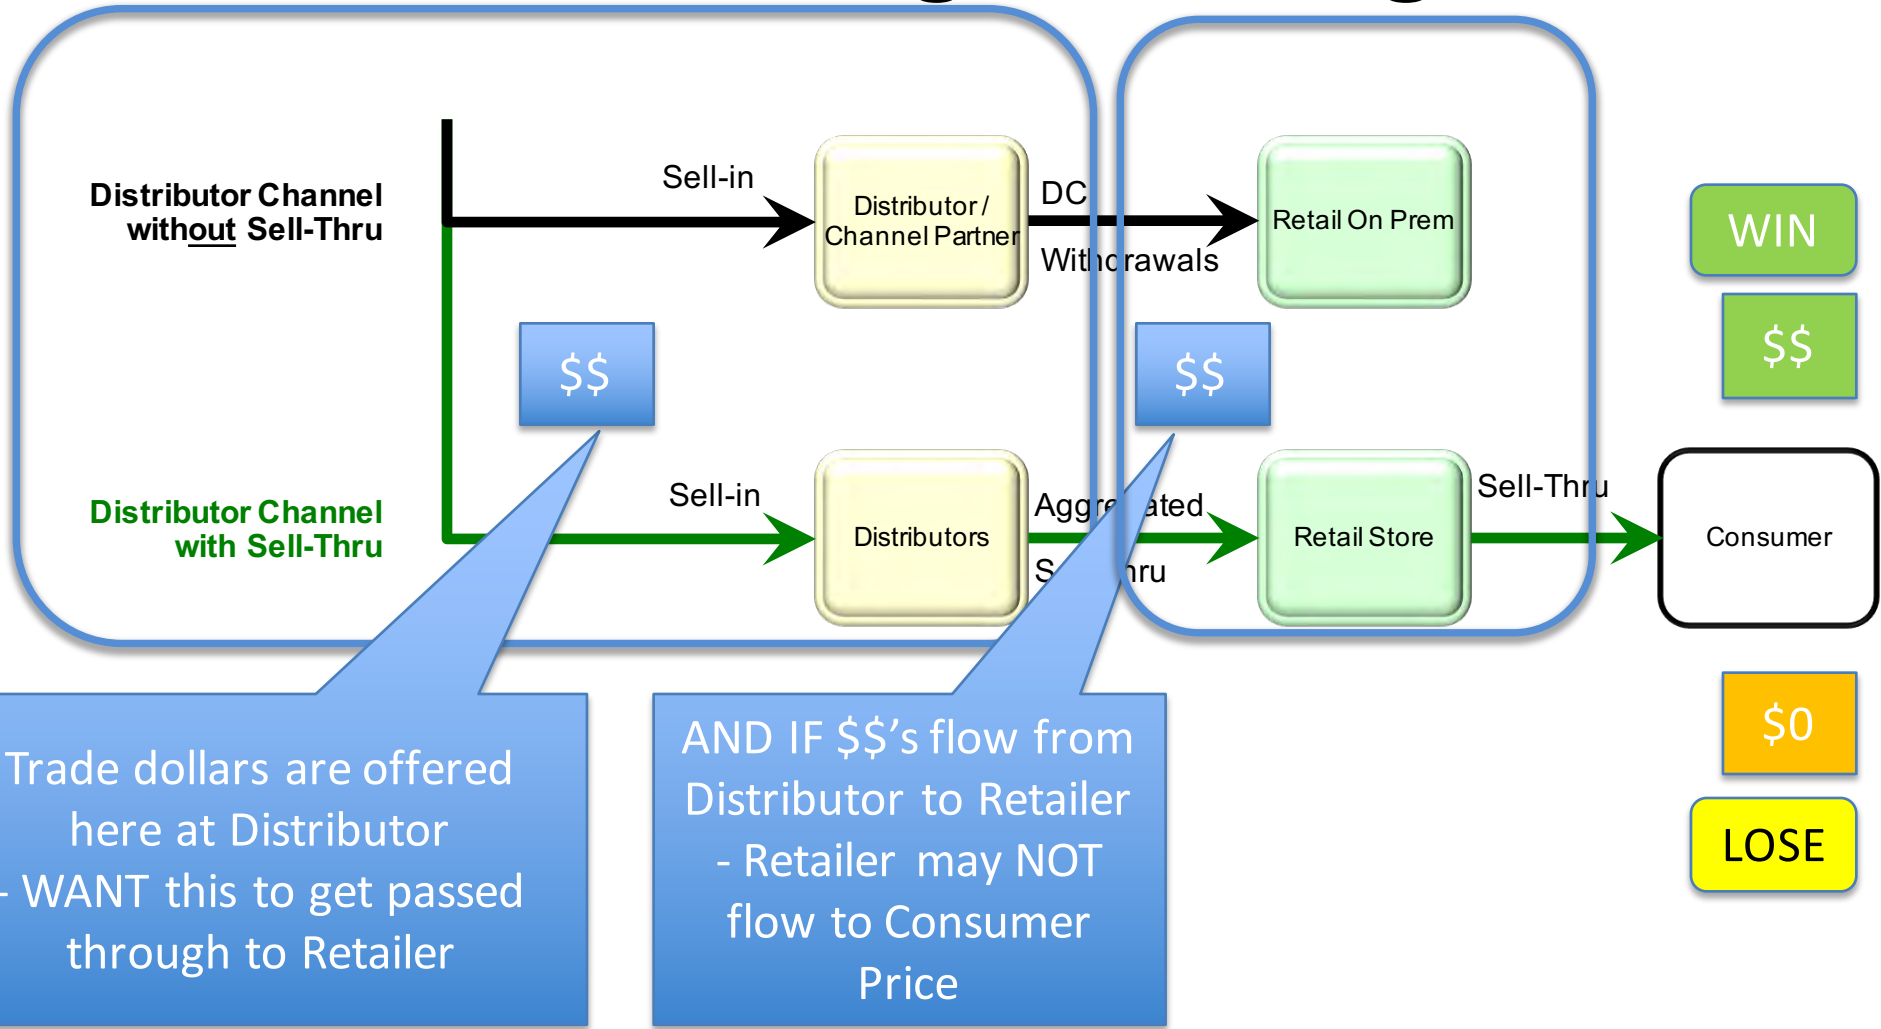 Distributor Channel
without Sell-Thru
Sell-in
Distributor /
Channel Partner
DC
Withdrawals
Retail On Prem
WIN
$$
$$
$$
Distributor Channel
with Sell-Thru
Sell-in
Distributors
Aggregated
Retail Store
Sell-Thru
Consumer
Trade dollars are offered
here at Distributor
- WANT this to get passed
through to Retailer
AND IF $$'s flow from
Distributor to Retailer
- Retailer may NOT
flow to Consumer
Price
$0
LOSE